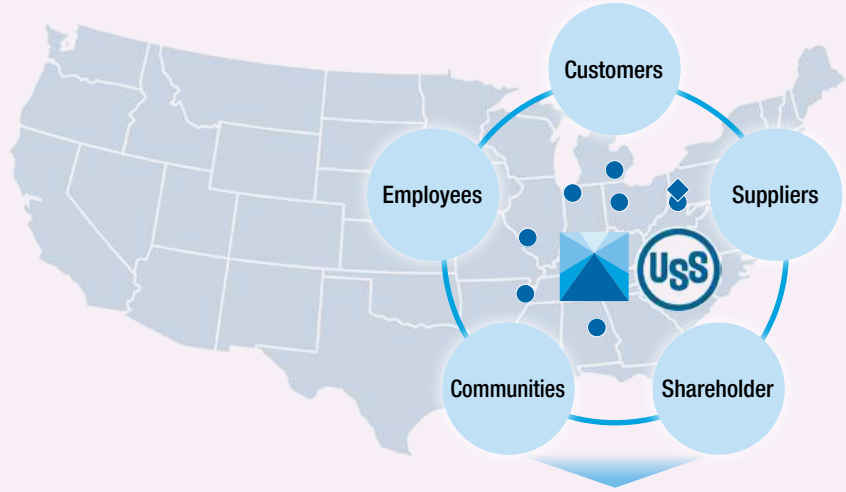 Customers
Employees
Suppliers
USS
Communities
Shareholder